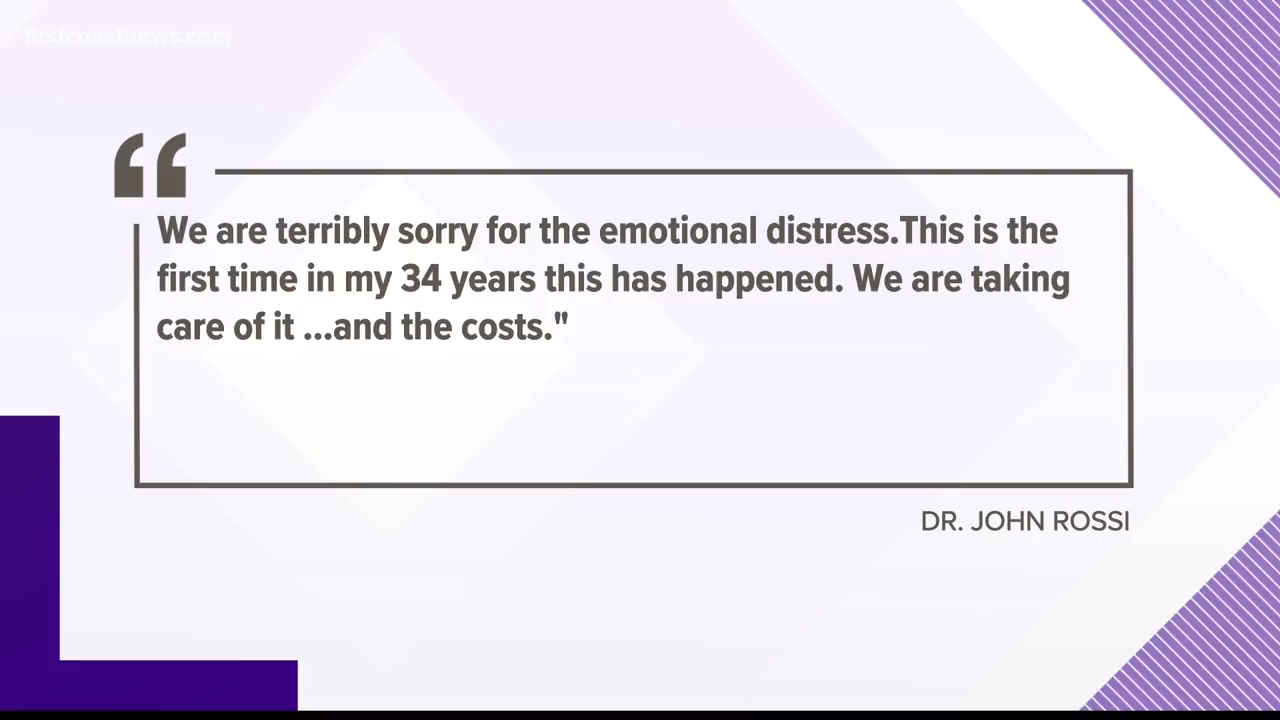 firstcoastnews.com
“
We are terribly sorry for the emotional distress.This is the
first time in my 34 years this has happened. We are taking
care of it ...and the costs."
DR. JOHN ROSSI